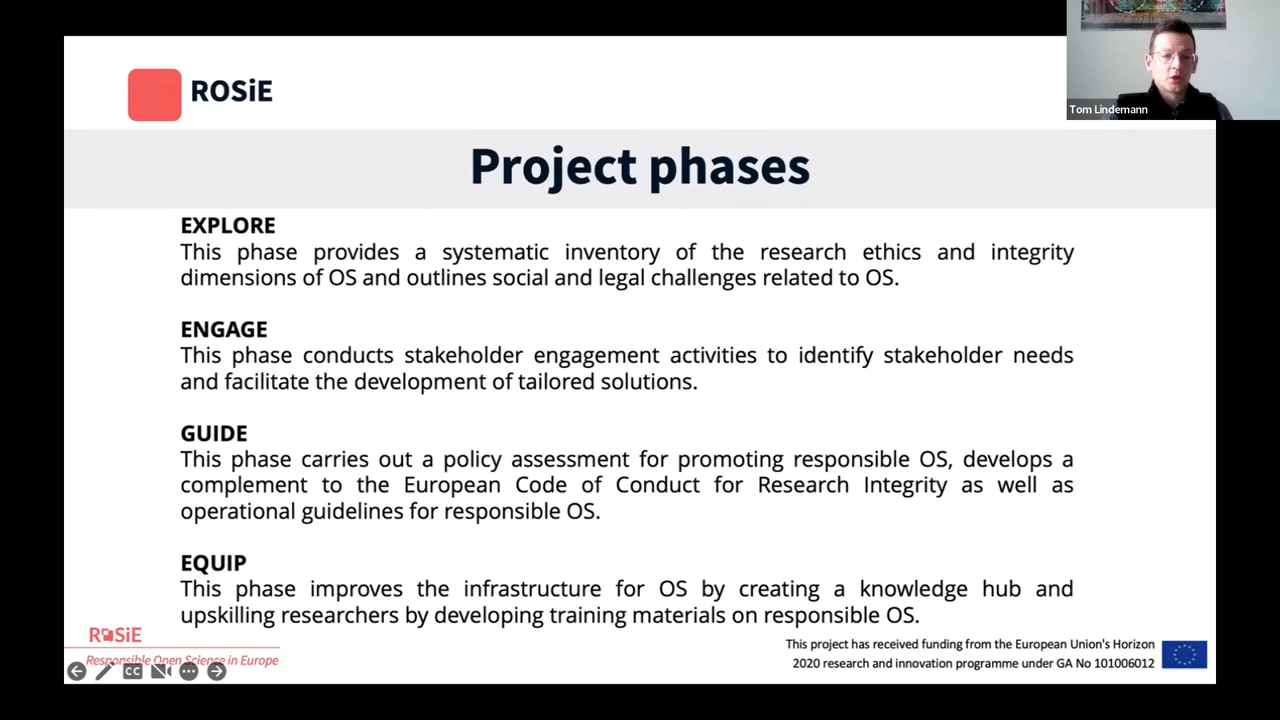 ROSiE
Tom Lindemann
Project phases
EXPLORE
This phase provides a systematic inventory of the research ethics and integrity
dimensions of OS and outlines social and legal challenges related to OS.
ENGAGE
This phase conducts stakeholder engagement activities to identify stakeholder needs
and facilitate the development of tailored solutions.
GUIDE
This phase carries out a policy assessment for promoting responsible OS, develops a
complement to the European Code of Conduct for Research Integrity as well as
operational guidelines for responsible OS.
EQUIP
This phase improves the infrastructure for OS by creating a knowledge hub and
upskilling researchers by developing training materials on responsible OS.
ROSiE
Responsible Open Science in Europe
CC
This project has received funding from the European Union's Horizon
2020 research and innovation programme under GA No 101006012